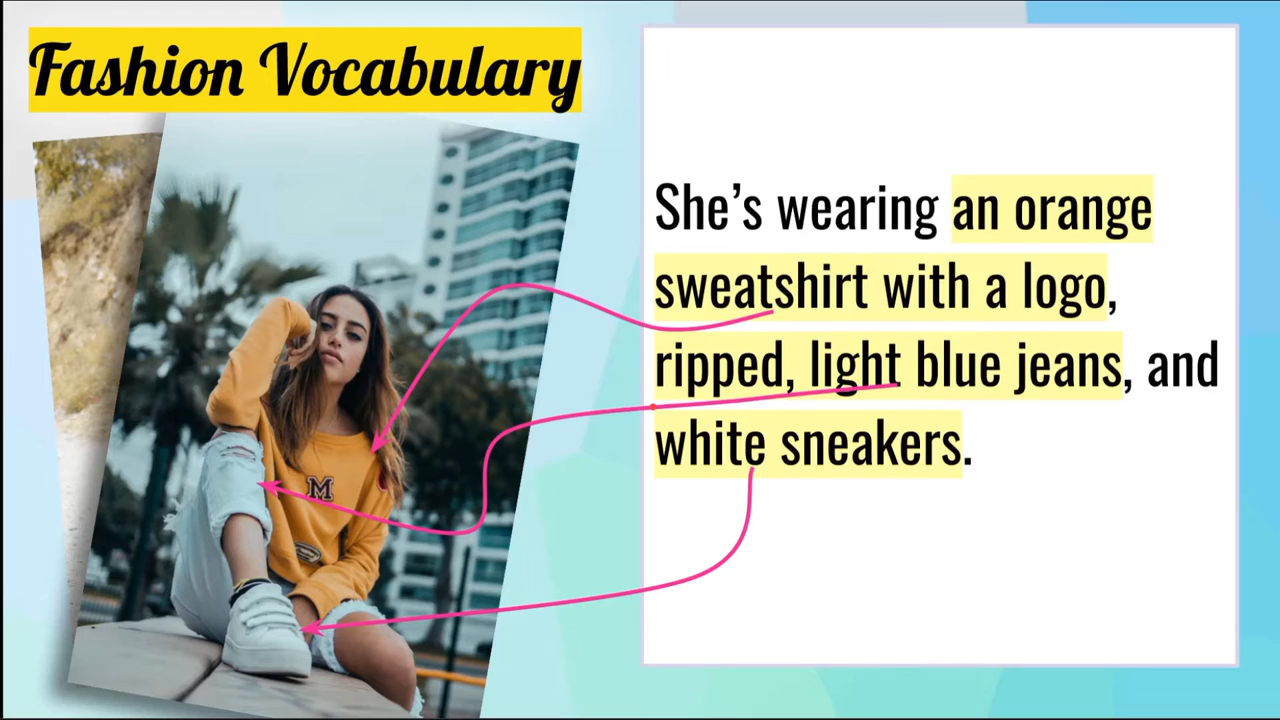 Fashion Vocabulary
She’s wearing an orange
sweatshirt with a logo,
ripped, light blue jeans, and
white sneakers.
M